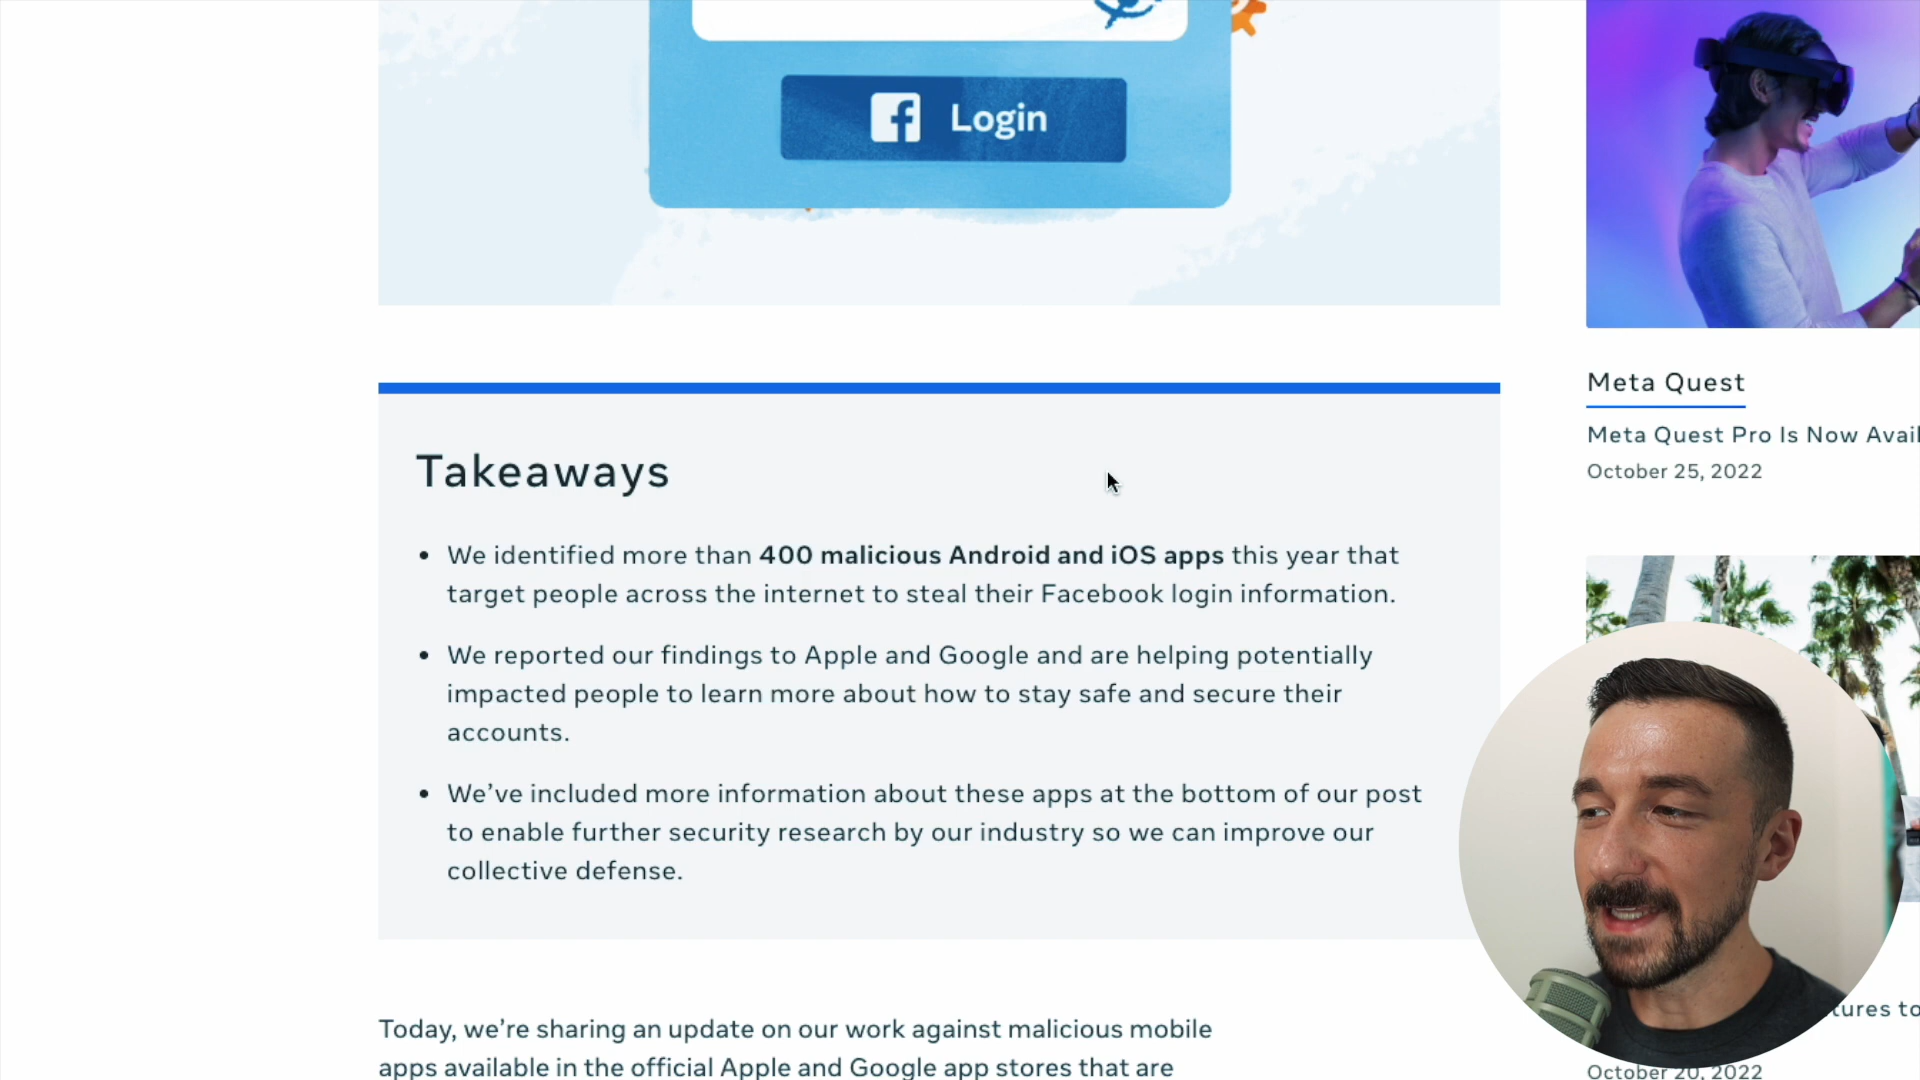 Login
Takeaways
We identified more than 400 malicious Android and iOS apps this year that
target people across the internet to steal their Facebook login information.
We reported our findings to Apple and Google and are helping potentially
impacted people to learn more about how to stay safe and secure their
accounts.
We’ve included more information about these apps at the bottom of our post
to enable further security research by our industry so we can improve our
collective defense.
Today, we’re sharing an update on our work against malicious mobile
apps available in the official Apple and Google app stores that are
Meta Quest
Meta Quest Pro Is Now
October 25, 2022
to
October 20, 2022